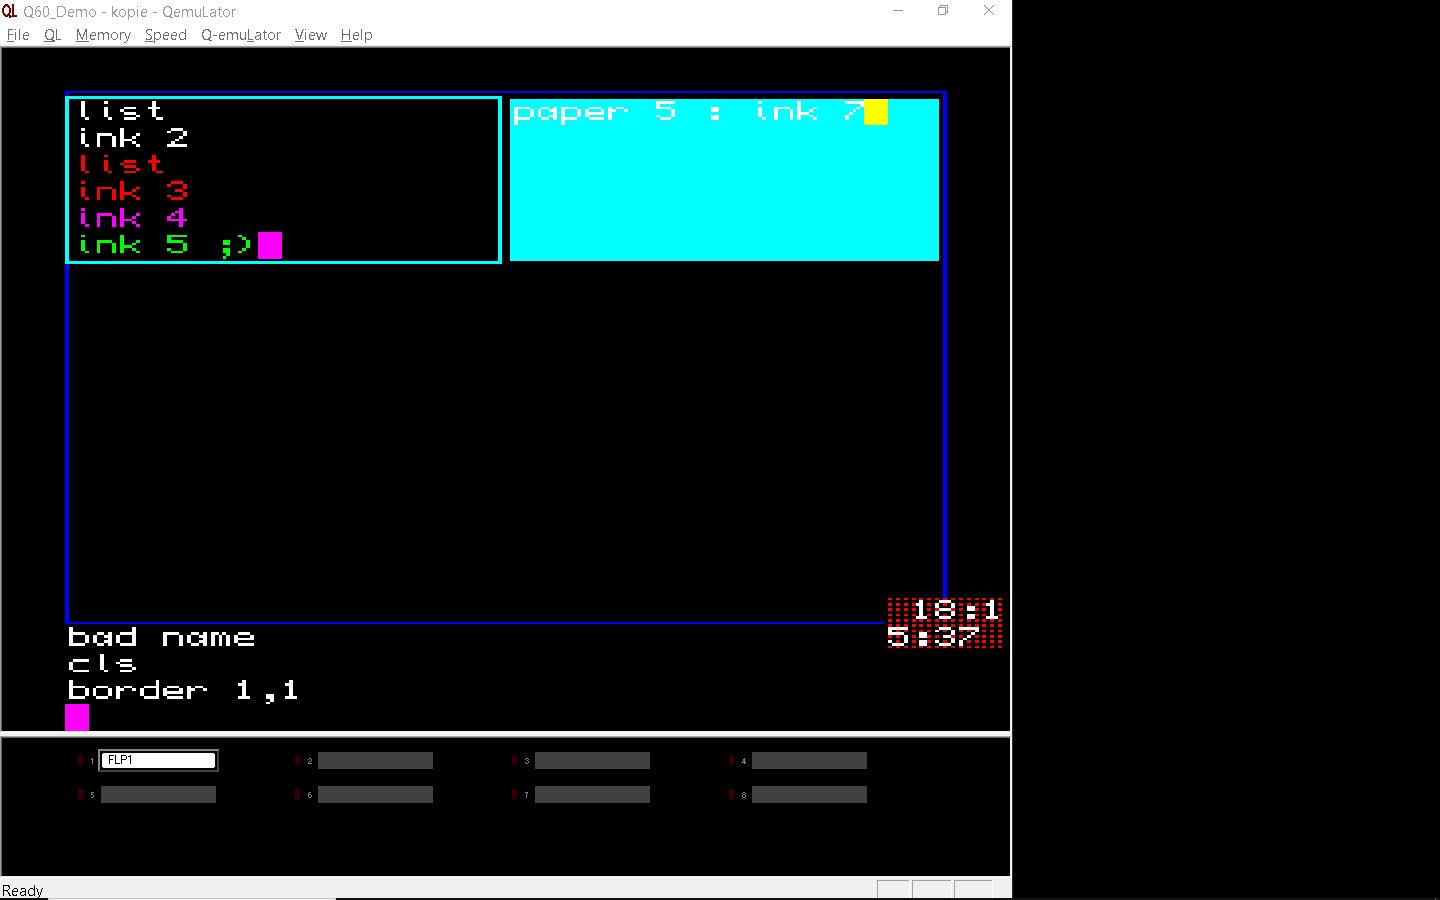 QL Q60_Demo - kopie - QemuLator
File QL Memory Speed Q-emuLator View Help
list
ink 2
list
ink 3
ink 4
ink 5 ;)
paper 5 : ink 7
18:1
5:37
bad name
cls
border 1,1
1 FLP1 2 3 4
5 6 7 8
Ready